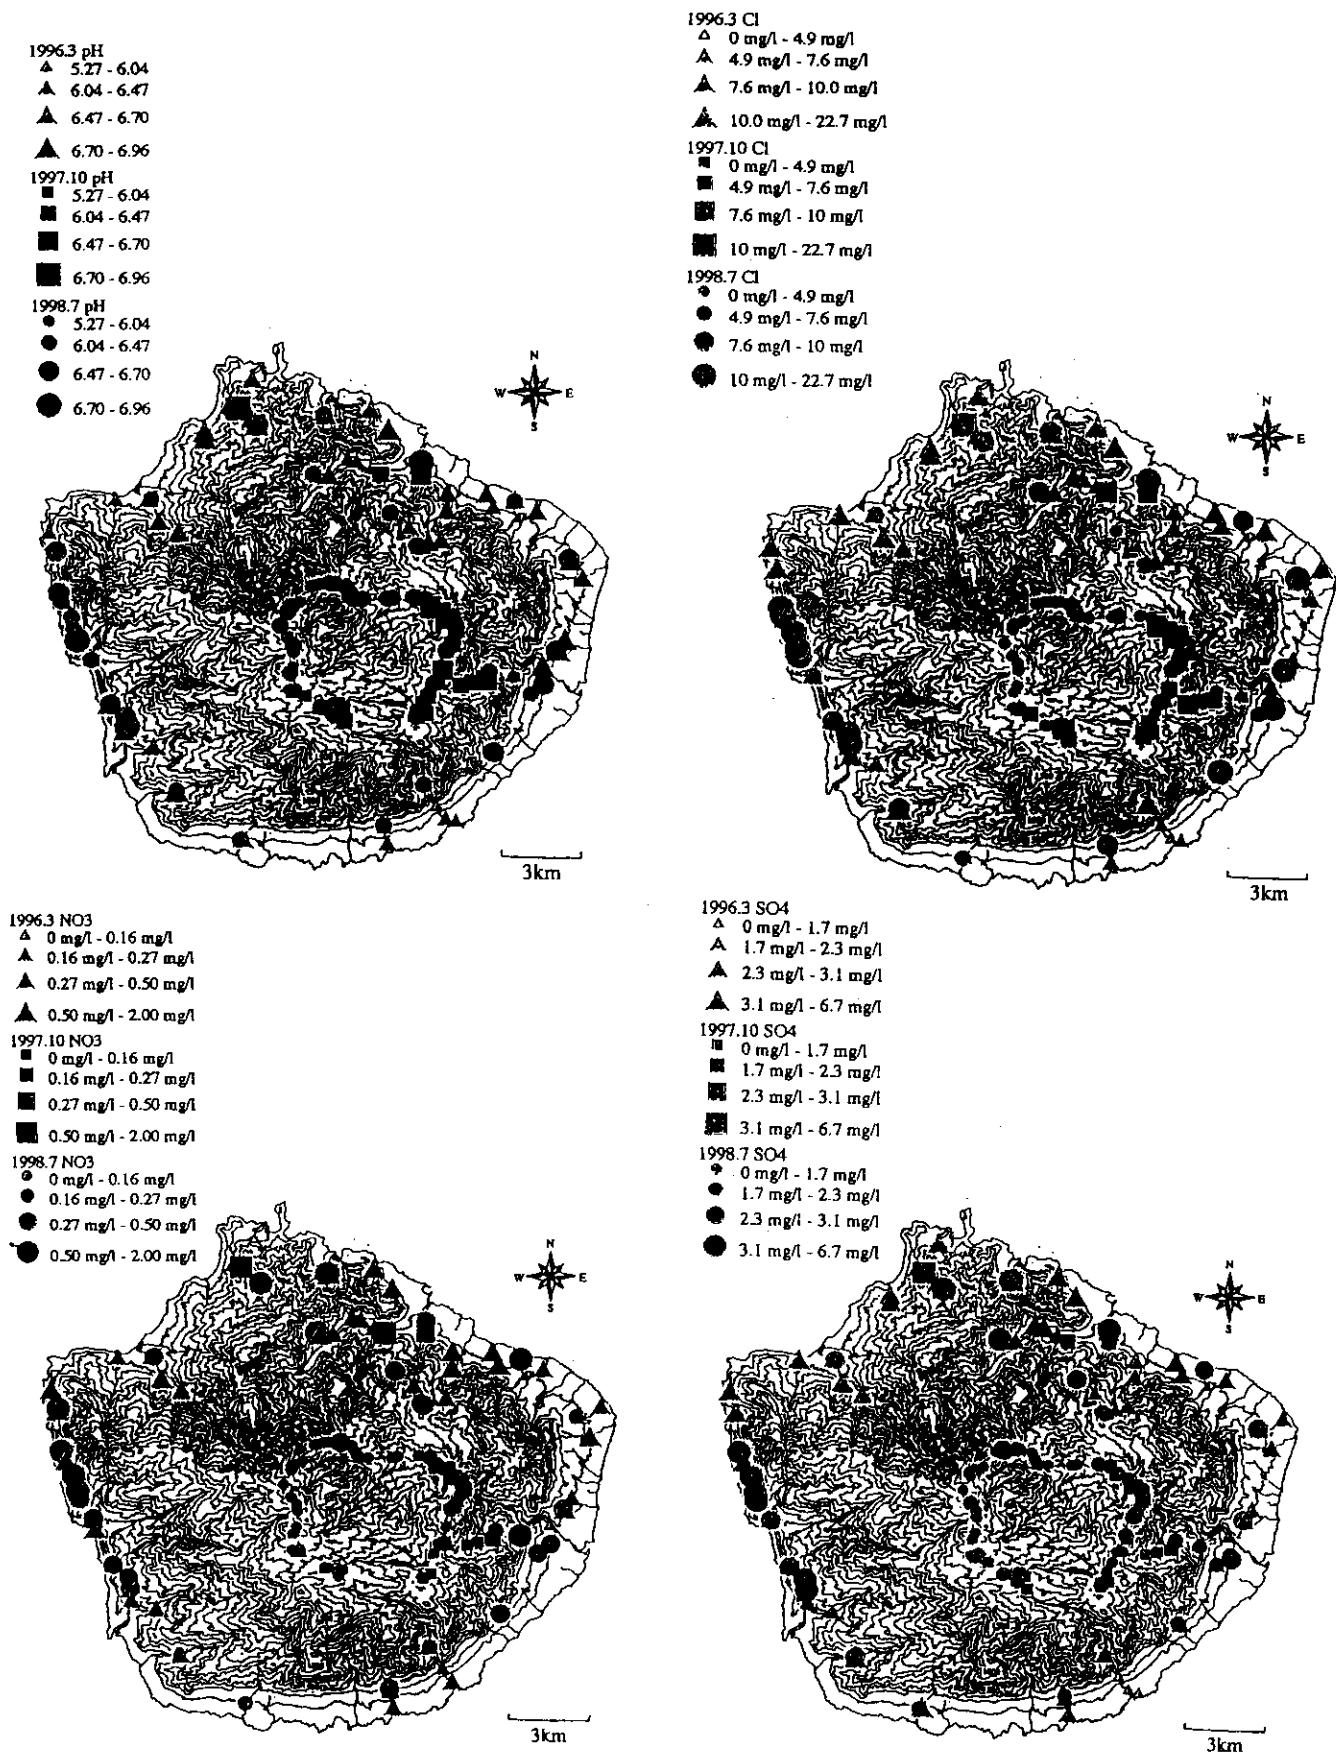 1996.3 pH
5.27 - 6.04
6.04 - 6.47
6.47 - 6.70
6.70 - 6.96
1997.10 pH
5.27 - 6.04
6.04 - 6.47
6.47 - 6.70
6.70 - 6.96
1998.7 pH
5.27 - 6.04
6.04 - 6.47
6.47 - 6.70
6.70 - 6.96
N
W E
S
3km
1996.3 Cl
0 mg/l - 4.9 mg/l
4.9 mg/l - 7.6 mg/l
7.6 mg/l - 10.0 mg/l
10.0 mg/l - 22.7 mg/l
1997.10 Cl
0 mg/l - 4.9 mg/l
4.9 mg/l - 7.6 mg/l
7.6 mg/l - 10 mg/l
10 mg/l - 22.7 mg/l
1998.7 Cl
0 mg/l - 4.9 mg/l
4.9 mg/l - 7.6 mg/l
7.6 mg/l - 10 mg/l
10 mg/l - 22.7 mg/l
N
W E
S
3km
1996.3 NO3
0 mg/l - 0.16 mg/l
0.16 mg/l - 0.27 mg/l
0.27 mg/l - 0.50 mg/l
0.50 mg/l - 2.00 mg/l
1997.10 NO3
0 mg/l - 0.16 mg/l
0.16 mg/l - 0.27 mg/l
0.27 mg/l - 0.50 mg/l
0.50 mg/l - 2.00 mg/l
1998.7 NO3
0 mg/l - 0.16 mg/l
0.16 mg/l - 0.27 mg/l
0.27 mg/l - 0.50 mg/l
0.50 mg/l - 2.00 mg/l
N
W E
S
3km
1996.3 SO4
0 mg/l - 1.7 mg/l
1.7 mg/l - 2.3 mg/l
2.3 mg/l - 3.1 mg/l
3.1 mg/l - 6.7 mg/l
1997.10 SO4
0 mg/l - 1.7 mg/l
1.7 mg/l - 2.3 mg/l
2.3 mg/l - 3.1 mg/l
3.1 mg/l - 6.7 mg/l
1998.7 SO4
0 mg/l - 1.7 mg/l
1.7 mg/l - 2.3 mg/l
2.3 mg/l - 3.1 mg/l
3.1 mg/l - 6.7 mg/l
N
W E
S
3km